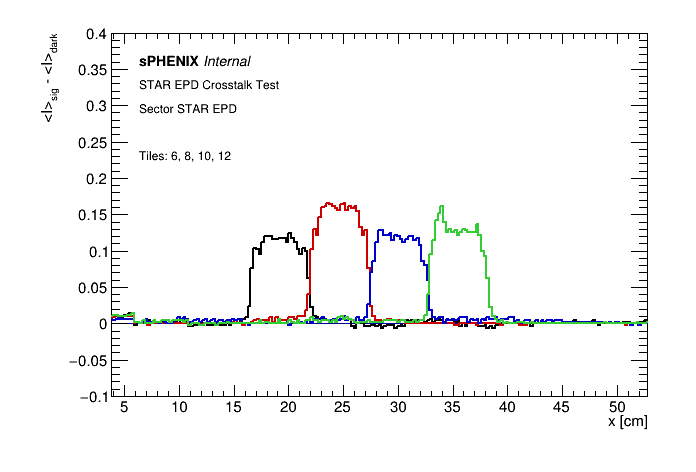 <I>sig - <I>dark
0.4
0.35
0.3
0.25
0.2
0.15
0.1
0.05
0
−0.05
−0.1
sPHENIX Internal
STAR EPD Crosstalk Test
Sector STAR EPD
Tiles: 6, 8, 10, 12
5 10 15 20 25 30 35 40 45 50
x [cm]